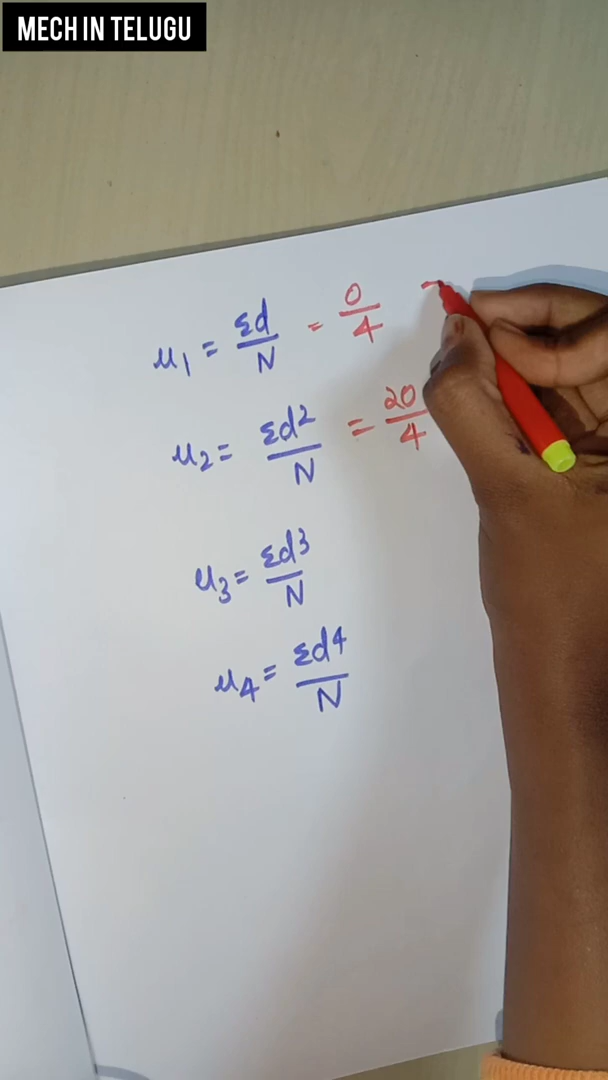 MECH IN TELUGU
μ1 = Σd/N = 0/4
μ2 = Σd2/N = 20/4
μ3 = Σd3/N
μ4 = Σd4/N